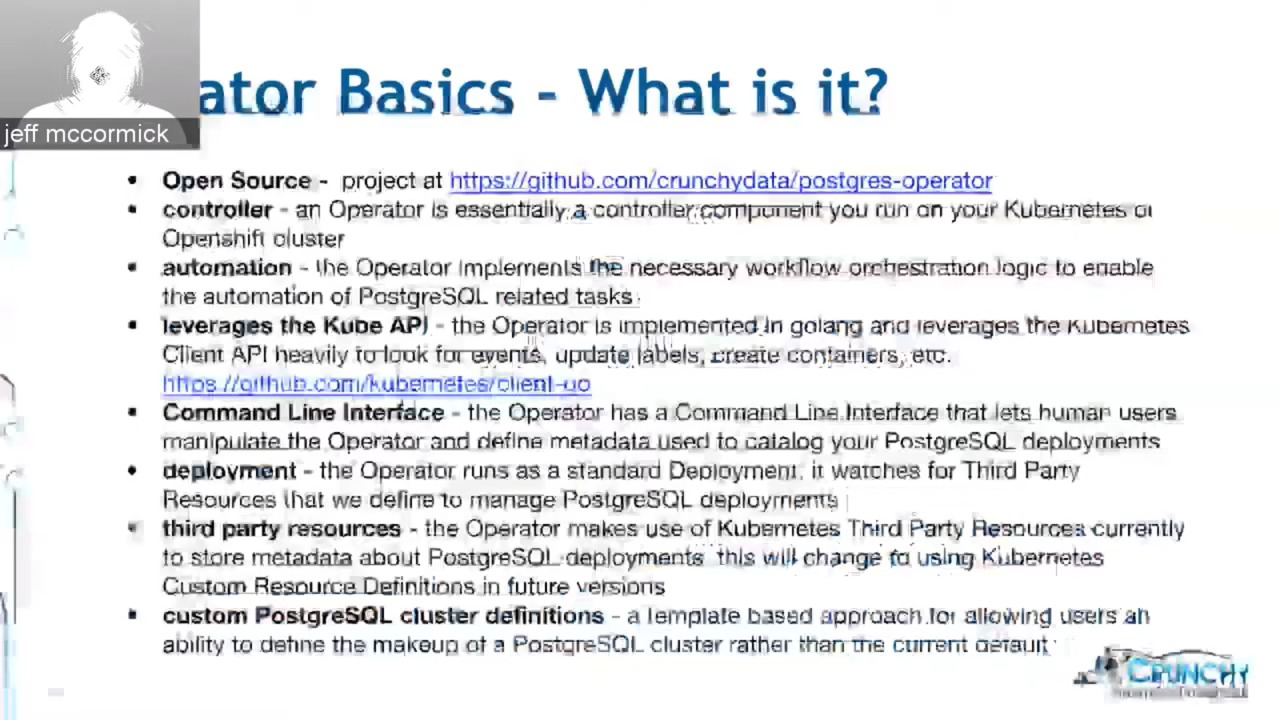 jeff mccormick
ator Basics - What is it?
Open Source - project at https://github.com/crunchydata/postgres-operator
controller - an Operator is essentially a controller component you run on your Kubernetes or
Openshift cluster
automation - the Operator implements the necessary workflow orchestration logic to enable
the automation of PostgreSQL related tasks
leverages the Kube API - the Operator is implemented in golang and leverages the Kubernetes
Client API heavily to look for events, update labels, create containers, etc.
https://github.com/kubernetes/client-go
Command Line Interface - the Operator has a Command Line Interface that lets human users
manipulate the Operator and define metadata used to catalog your PostgreSQL deployments
deployment - the Operator runs as a standard Deployment, it watches for Third Party
Resources that we define to manage PostgreSQL deployments
third party resources - the Operator makes use of Kubernetes Third Party Resources currently
to store metadata about PostgreSQL deployments this will change to using Kubernetes
Custom Resource Definitions in future versions
custom PostgreSQL cluster definitions - a template based approach for allowing users an
ability to define the makeup of a PostgreSQL cluster rather than the current default
CRUNCHY